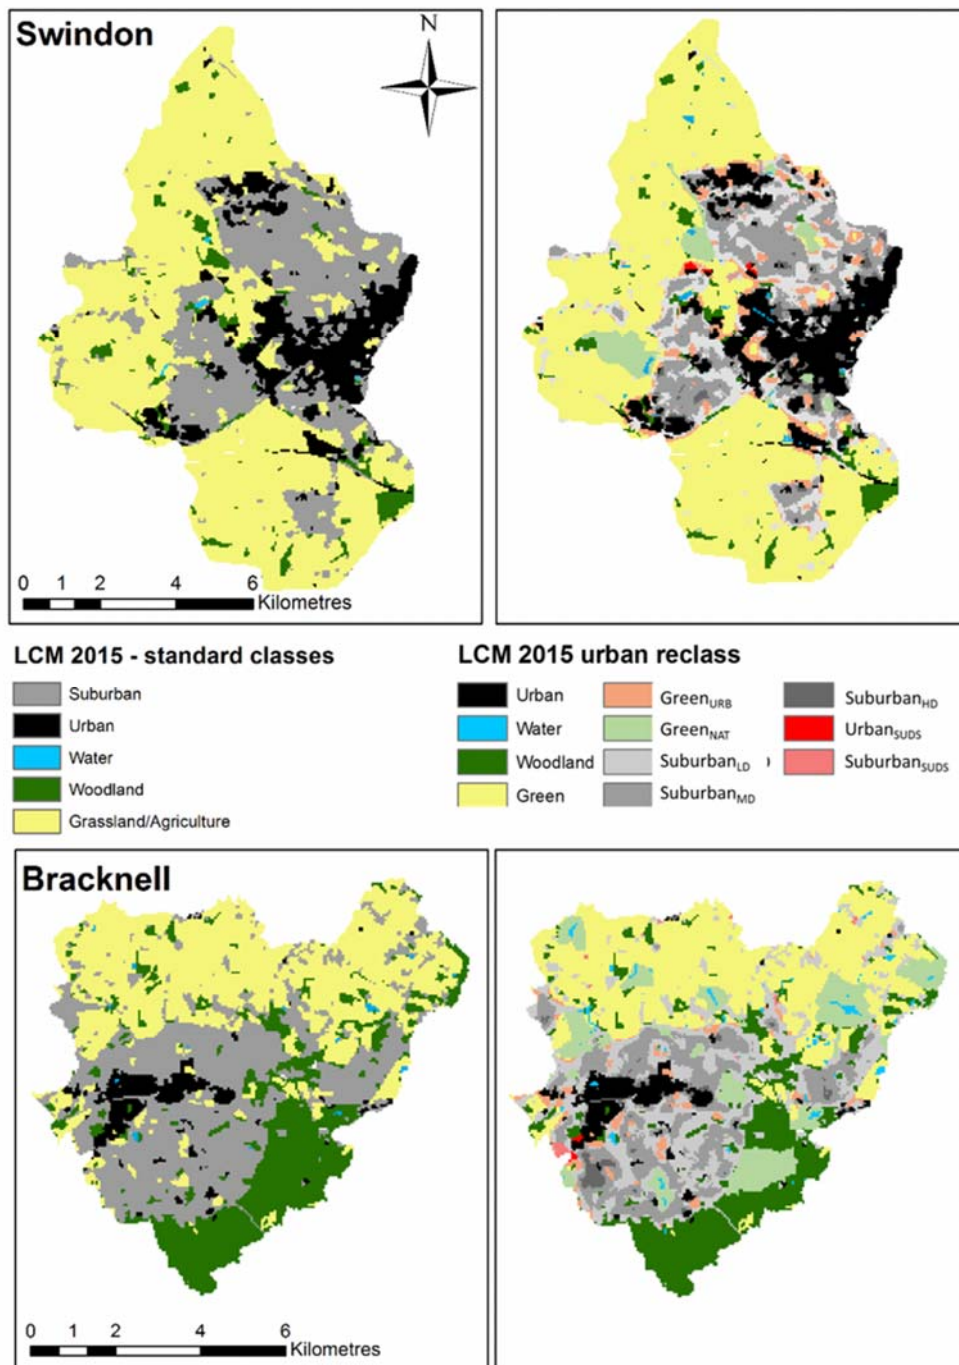 Swindon
N
0 1 2 4 6
Kilometres
LCM 2015 - standard classes
Suburban
Urban
Water
Woodland
Grassland/Agriculture
LCM 2015 urban reclass
Urban
Water
Woodland
Green
GreenURB
GreenNAT
SuburbanLD
SuburbanMD
SuburbanHD
UrbanSUDS
SuburbanSUDS
Bracknell
0 1 2 4 6
Kilometres